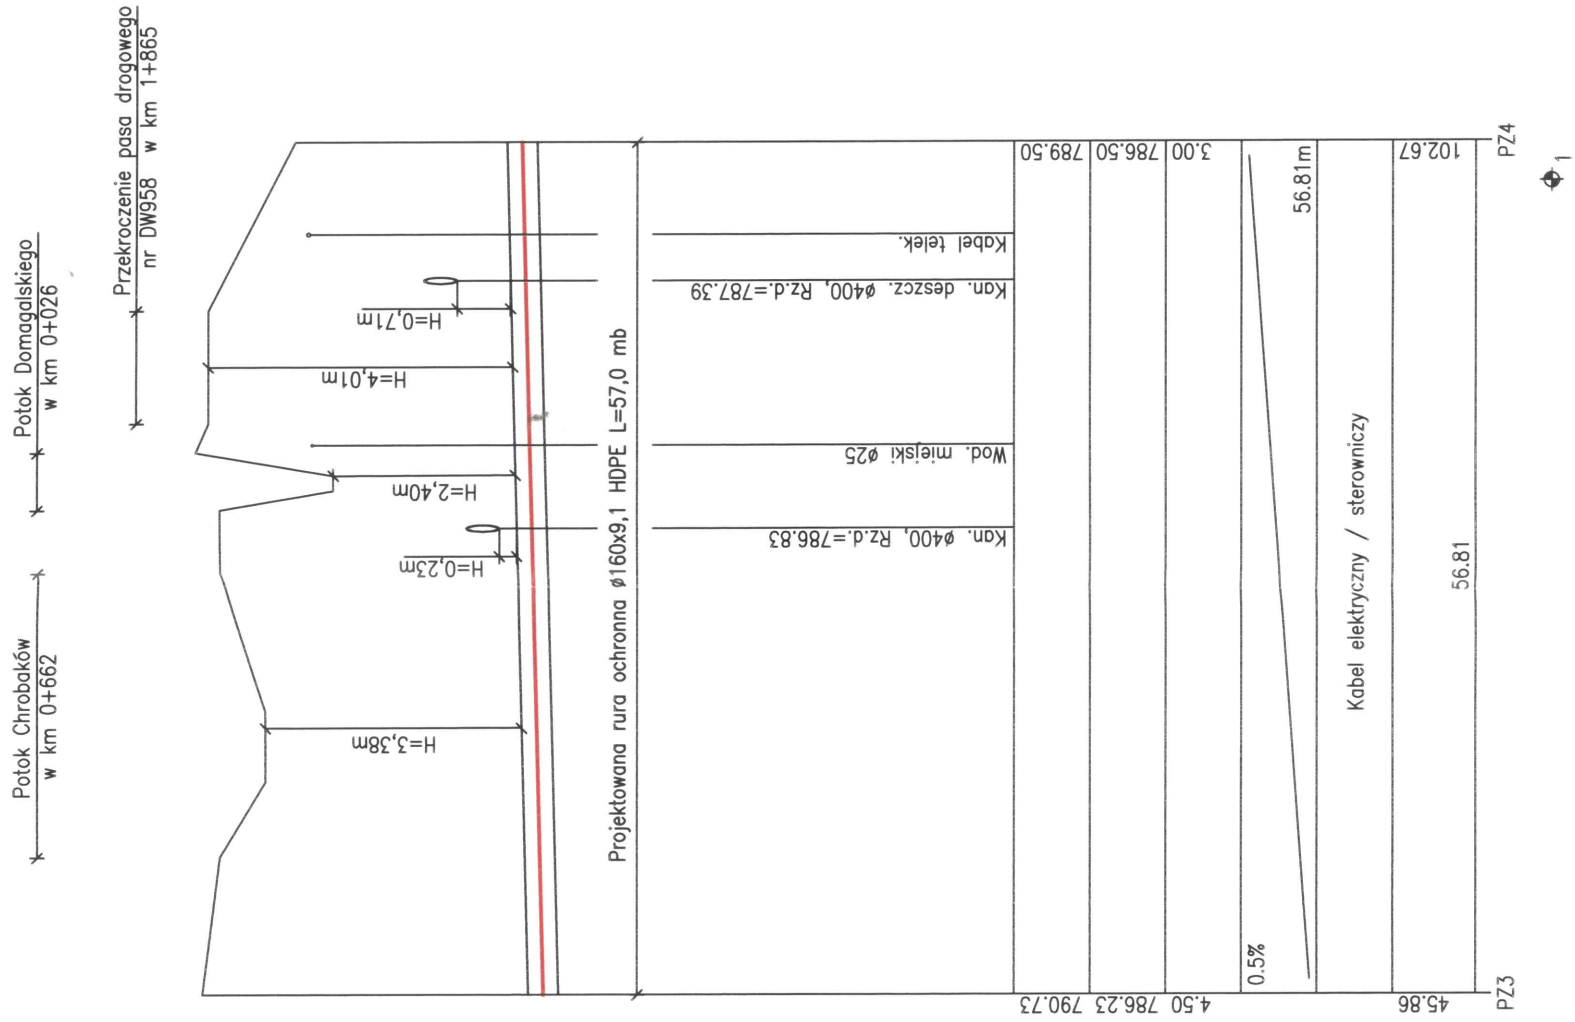 Potok Chrobaków
w km 0+662
Potok Domagalskiego
w km 0+026
Przekroczenie pasa drogowego
nr DW958 w km 1+865
H=3,38m
H=0,23m
H=2,40m
H=4,01m
H=0,71m
Projektowana rura ochronna ø160x9,1 HDPE L=57,0 mb
Kan. ø400, Rz.d.=786.83
Wod. miejski ø25
Kan. deszcz. ø400, Rz.d.=787.39
Kabel telek.
790.73
789.50
786.23
786.50
4.50
3.00
0.5%
56.81m
Kabel elektryczny / sterowniczy
45.86
56.81
102.67
PZ3
PZ4
1